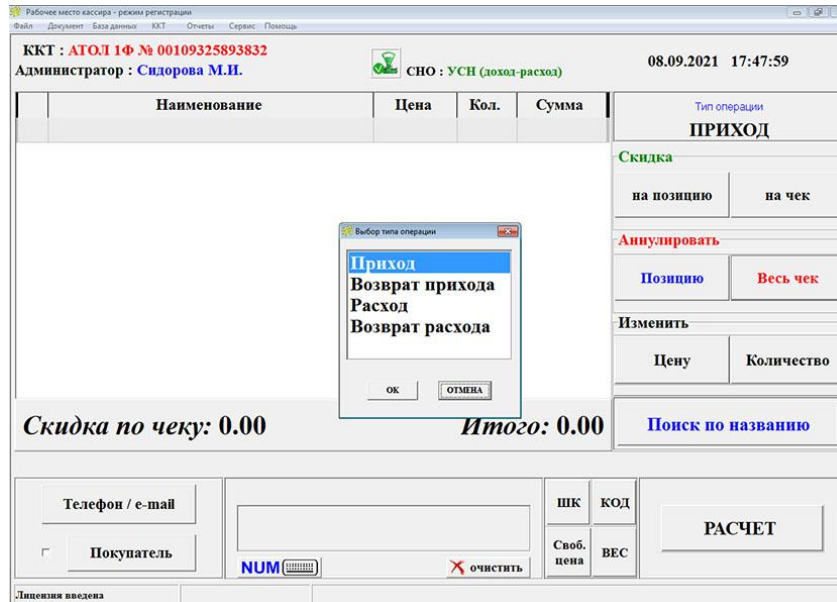 Рабочее место кассира - режим регистрации
Файл Документ База данных ККТ Отчеты Сервис Помощь
ККТ : АТОЛ 1Ф № 00109325893832
Администратор : Сидорова М.И.
СНО : УСН (доход-расход)
08.09.2021 17:47:59
Наименование Цена Кол. Сумма
Тип операции
ПРИХОД
Скидка
на позицию на чек
Аннулировать
Позицию Весь чек
Изменить
Цену Количество
Выбор типа операции
Приход
Возврат прихода
Расход
Возврат расхода
ОК ОТМЕНА
Скидка по чеку: 0.00 Итого: 0.00
Поиск по названию
Телефон / e-mail
Покупатель
NUM
очистить
ШК КОД
Своб.
цена
ВЕС
РАСЧЕТ
Лицензия введена